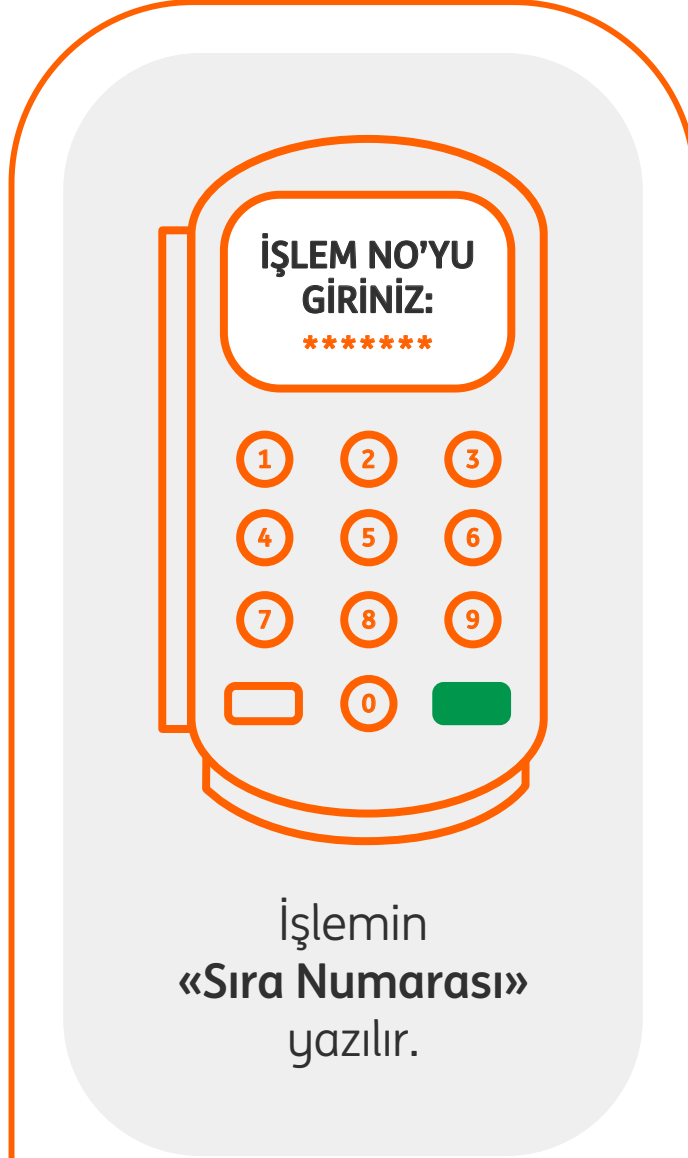 İŞLEM NO’YU
GİRİNİZ:
*******
1 2 3
4 5 6
7 8 9
0
İşlemin
«Sıra Numarası»
yazılır.